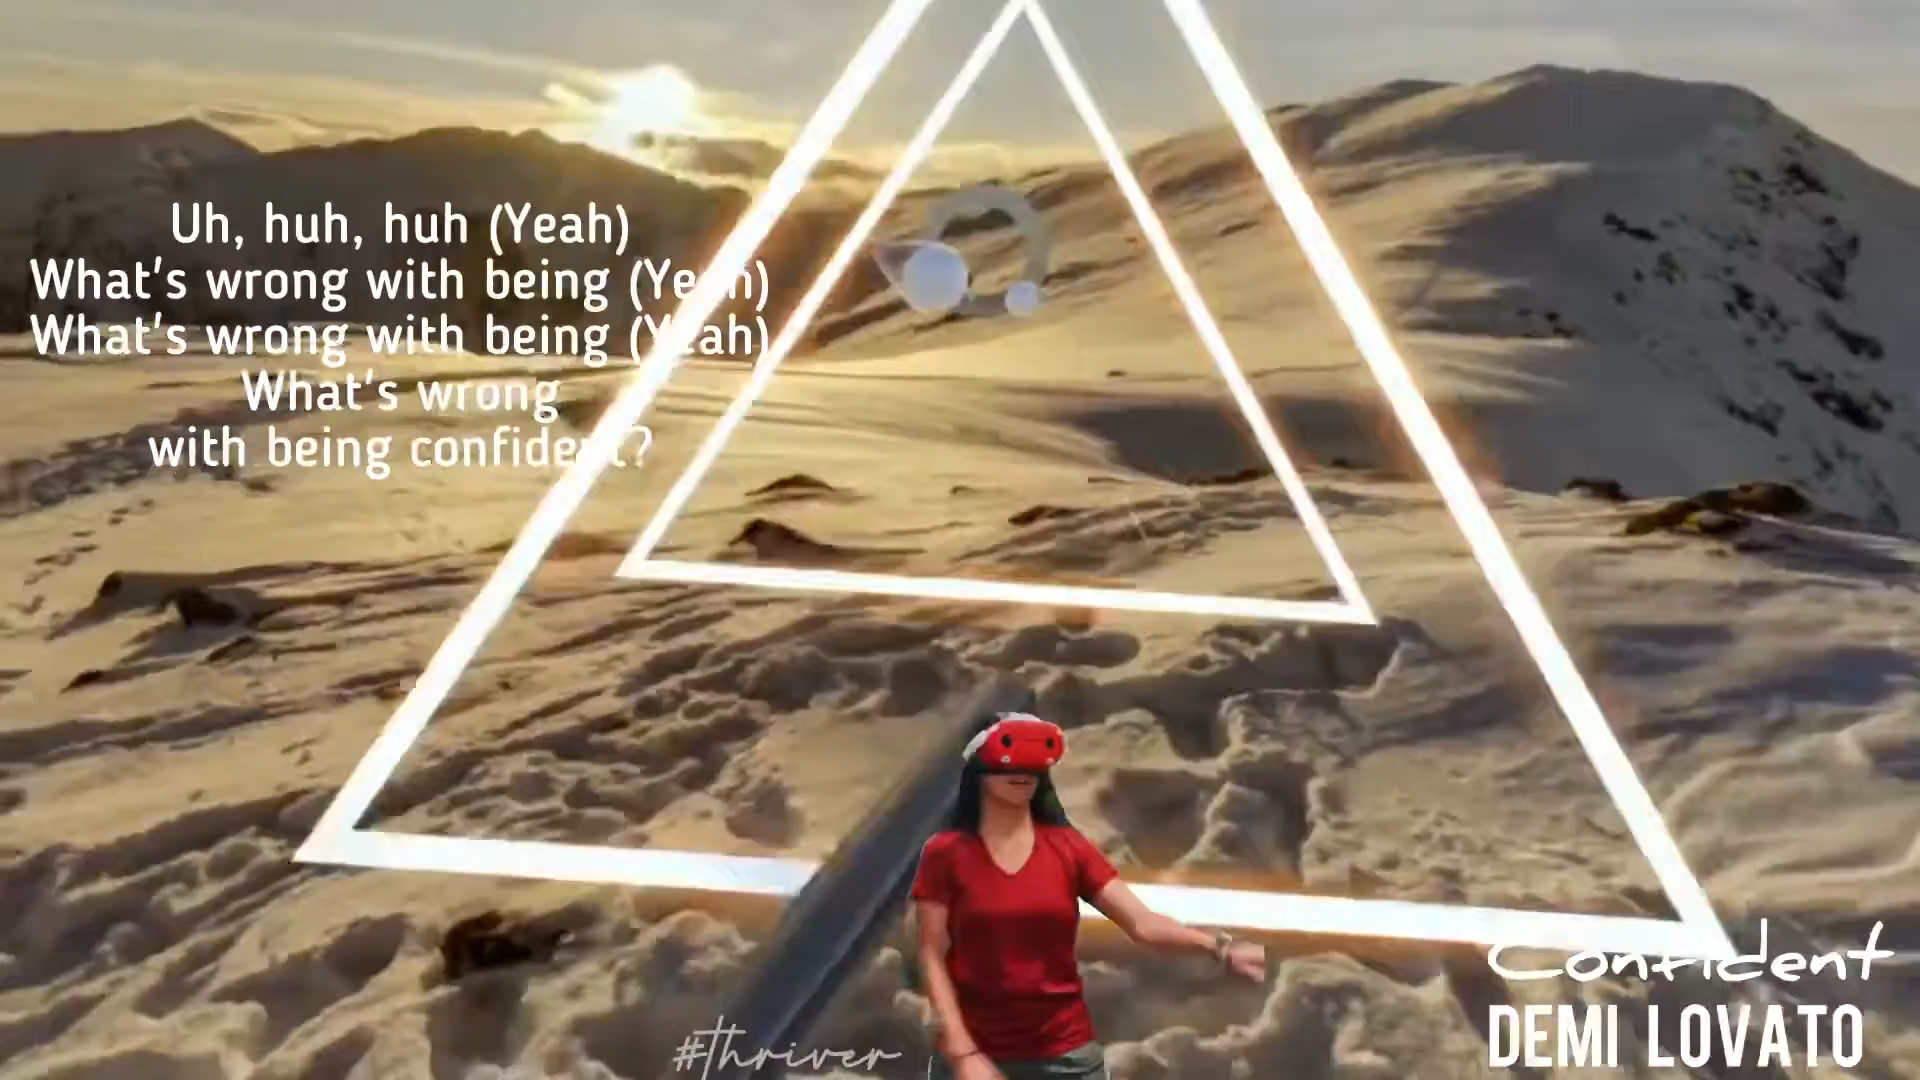 Uh, huh, huh (Yeah)
What's wrong with being (Yeah)
What's wrong with being (Yeah)
What's wrong
with being confident?
Confident
DEMI LOVATO
#thriver